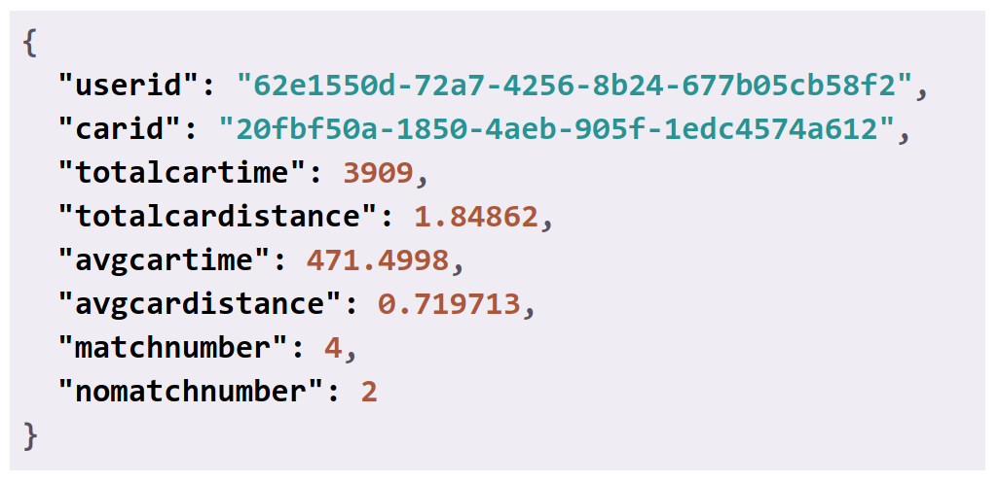 {
"userid": "62e1550d-72a7-4256-8b24-677b05cb58f2",
"carid": "20fbf50a-1850-4aeb-905f-1edc4574a612",
"totalcartime": 3909,
"totalcardistance": 1.84862,
"avgcartime": 471.4998,
"avgcardistance": 0.719713,
"matchnumber": 4,
"nomatchnumber": 2
}